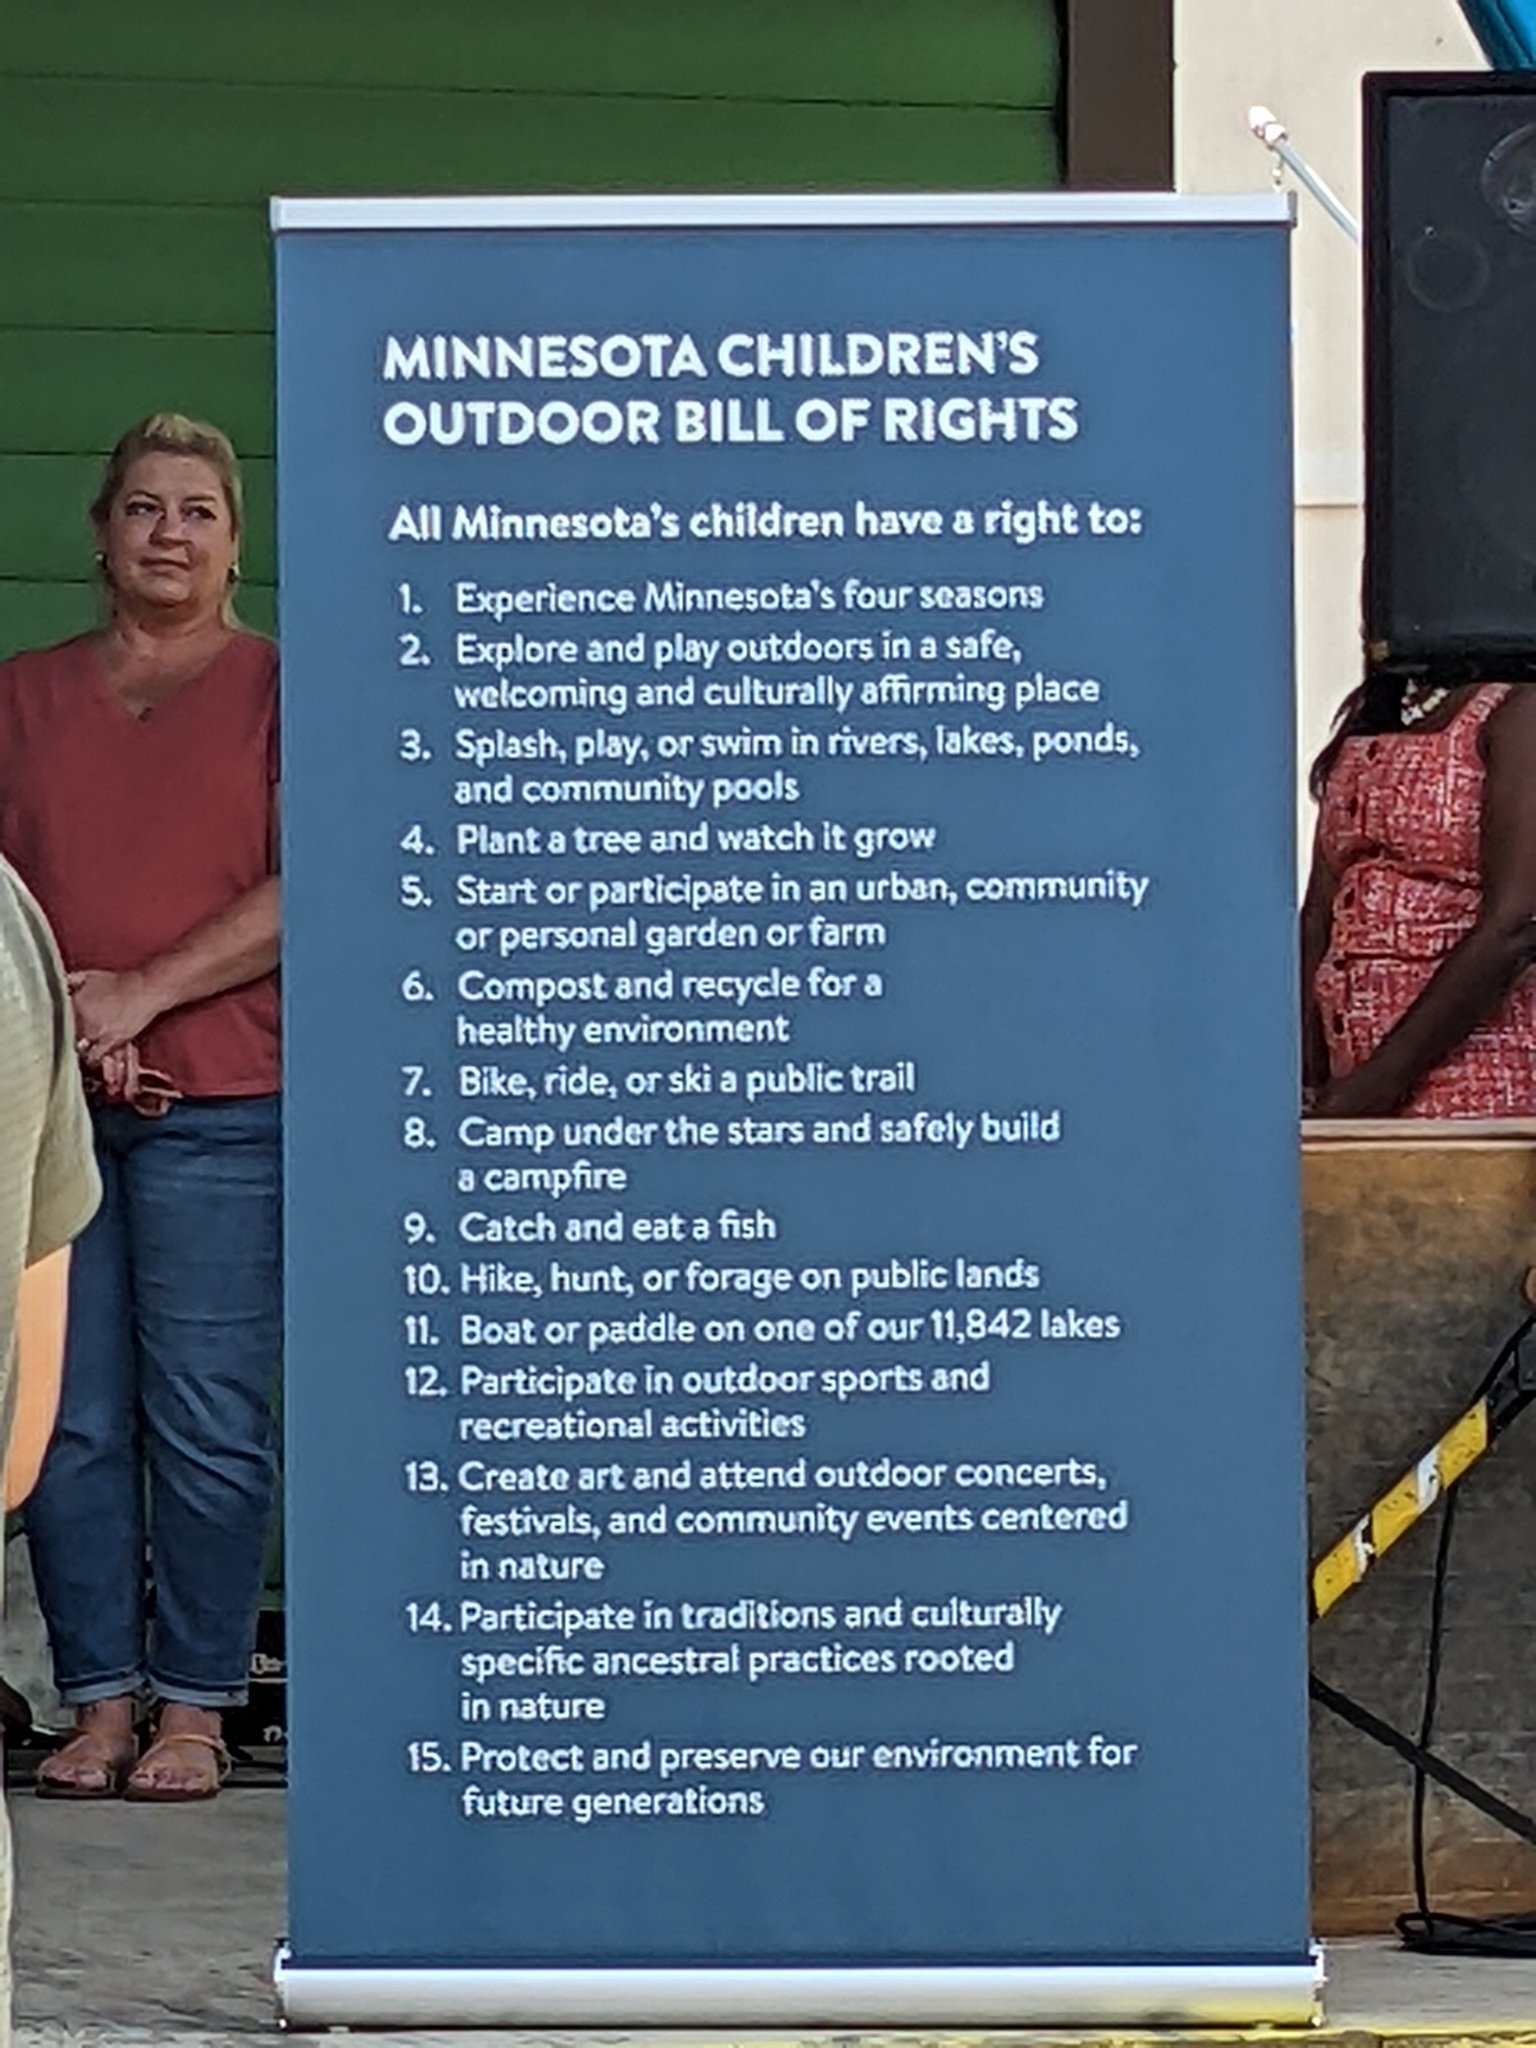 MINNESOTA CHILDREN'S
OUTDOOR BILL OF RIGHTS
All Minnesota's children have a right to:
1. Experience Minnesota's four seasons
2. Explore and play outdoors in a safe,
welcoming and culturally affirming place
3. Splash, play, or swim in rivers, lakes, ponds,
and community pools
4. Plant a tree and watch it grow
5. Start or participate in an urban, community
or personal garden or farm
6. Compost and recycle for a
healthy environment
7. Bike, ride, or ski a public trail
8. Camp under the stars and safely build
a campfire
9. Catch and eat a fish
10. Hike, hunt, or forage on public lands
11. Boat or paddle on one of our 11,842 lakes
12. Participate in outdoor sports and
recreational activities
13. Create art and attend outdoor concerts,
festivals, and community events centered
in nature
14. Participate in traditions and culturally
specific ancestral practices rooted
in nature
15. Protect and preserve our environment for
future generations